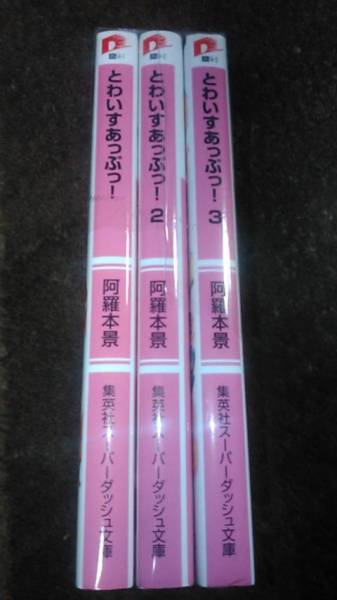 とわいすあっぷっ!
阿羅本景
集英社スーパーダッシュ文庫
とわいすあっぷっ! 2
阿羅本景
集英社スーパーダッシュ文庫
とわいすあっぷっ! 3
阿羅本景
集英社スーパーダッシュ文庫